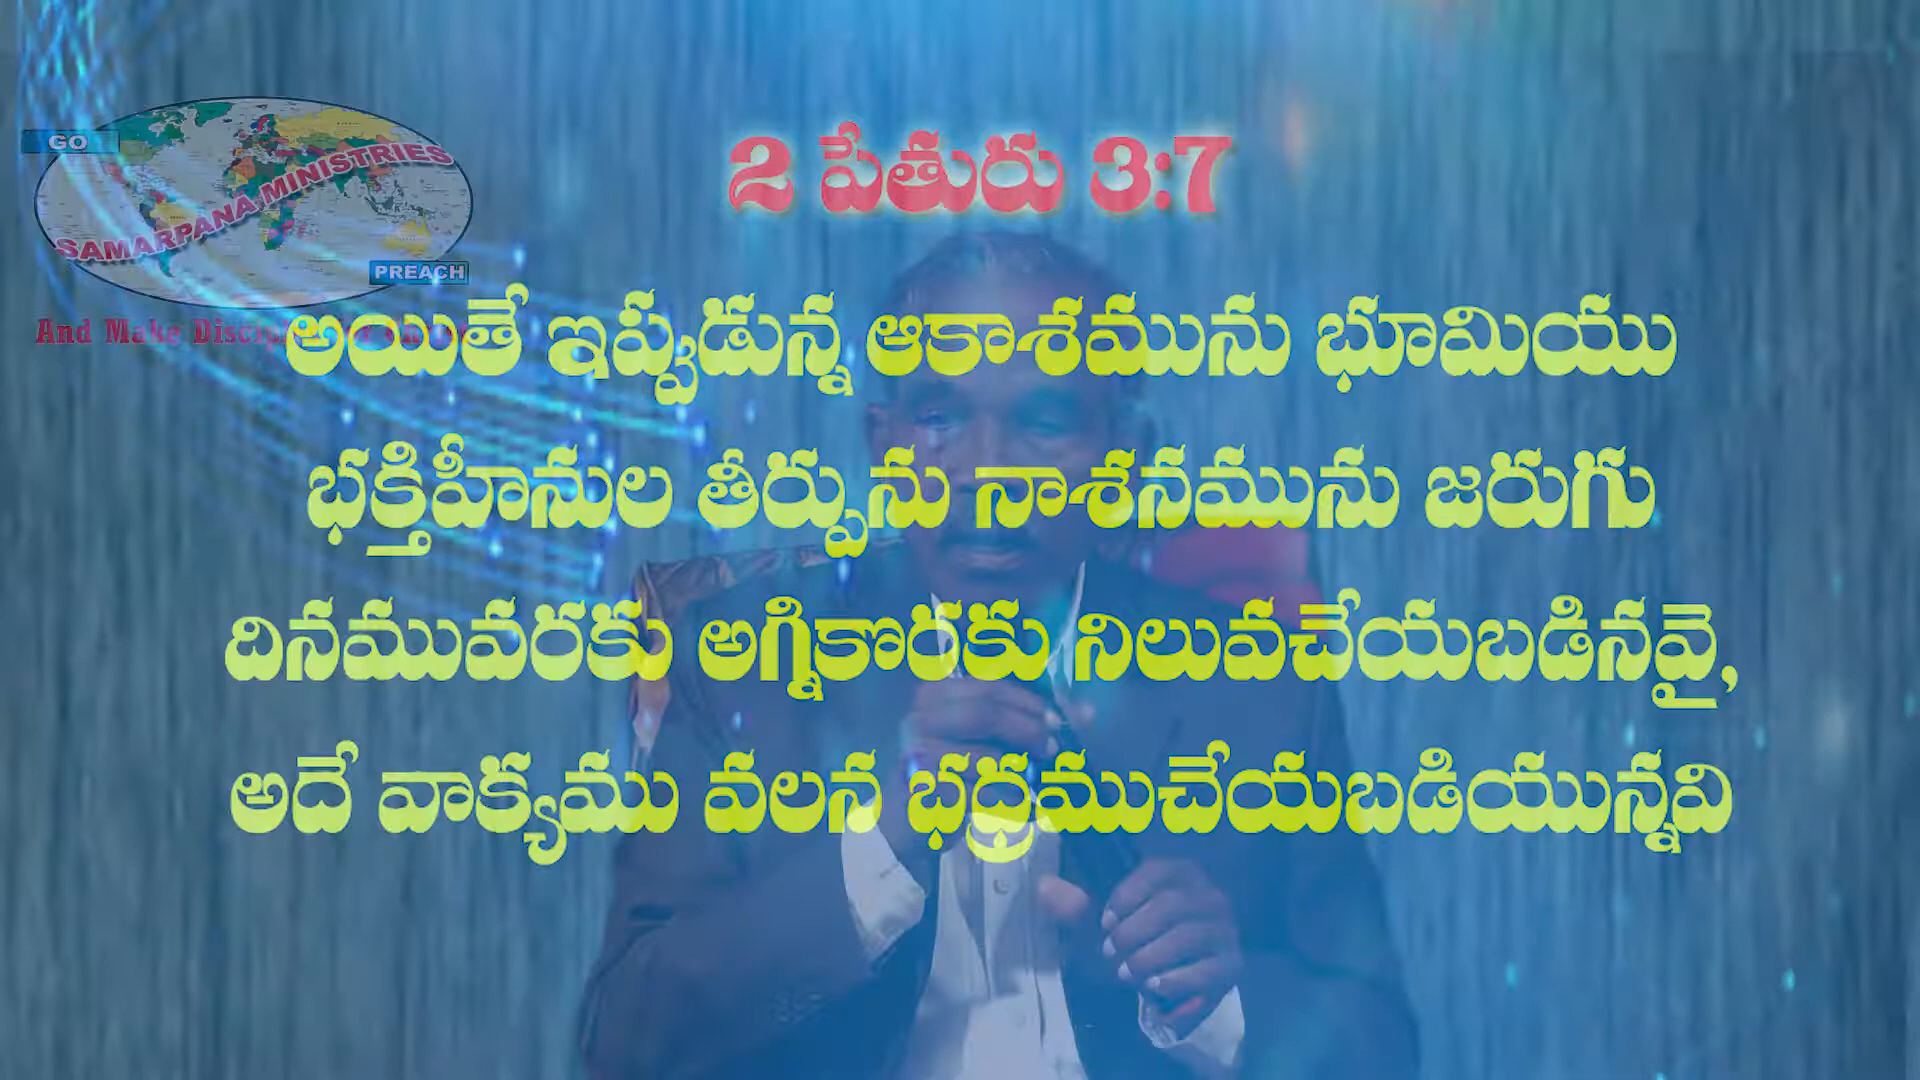 GO
SAMARPANA MINISTRIES
PREACH
And Make
2 పేతురు 3:7
అయితే ఇప్పుడున్న ఆకాశమును భూమియు
భక్తిహీనుల తీర్పును నాశనమును జరుగు
దినమువరకు అగ్నికొరకు నిలువచేయబడినవై,
అదే వాక్యము వలన భద్రముచేయబడియున్నవి